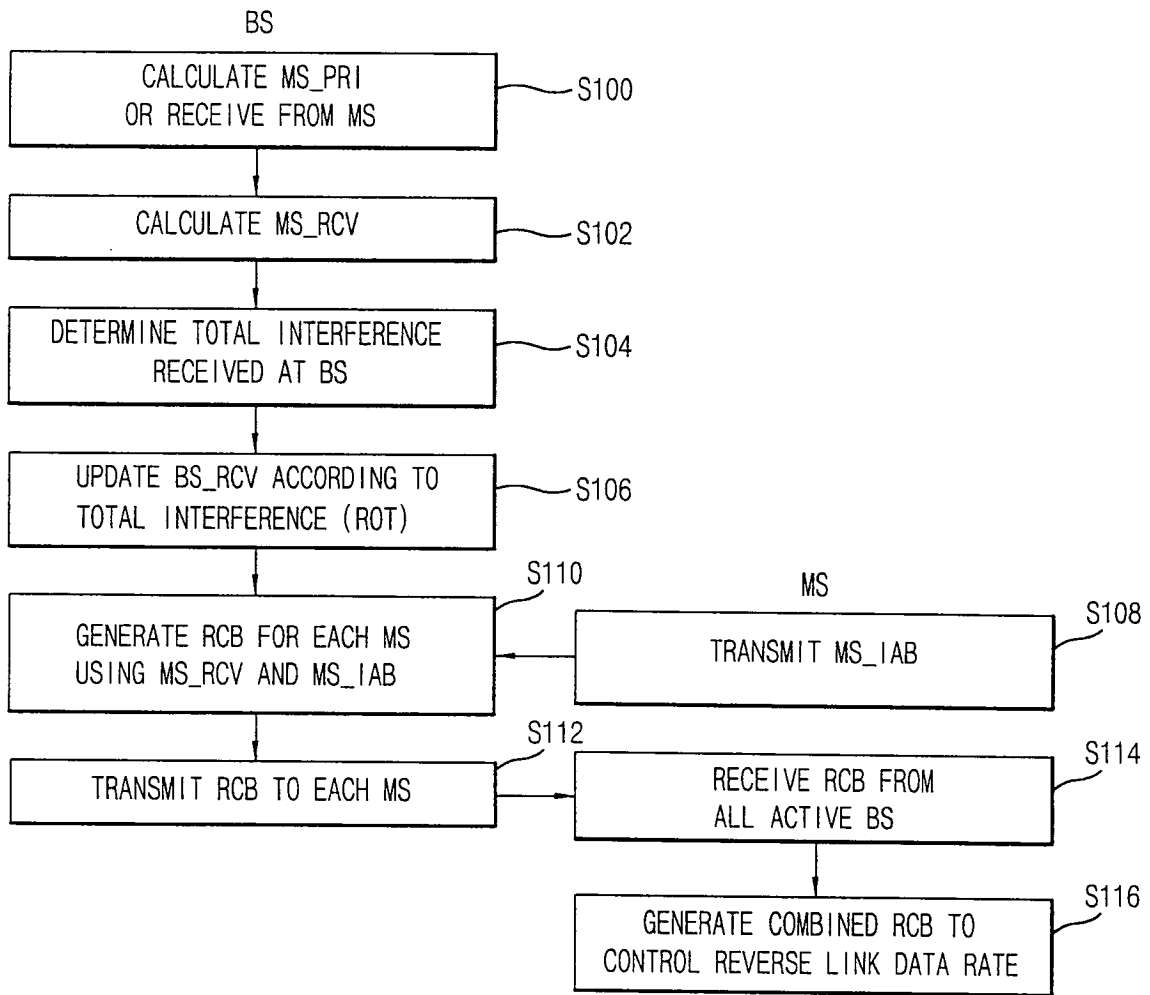 BS
CALCULATE MS_PRI
OR RECEIVE FROM MS
S100
CALCULATE MS_RCV
S102
DETERMINE TOTAL INTERFERENCE
RECEIVED AT BS
S104
UPDATE BS_RCV ACCORDING TO
TOTAL INTERFERENCE (ROT)
S106
GENERATE RCB FOR EACH MS
USING MS_RCV AND MS_IAB
S110
MS
TRANSMIT MS_IAB
S108
TRANSMIT RCB TO EACH MS
S112
RECEIVE RCB FROM
ALL ACTIVE BS
S114
GENERATE COMBINED RCB TO
CONTROL REVERSE LINK DATA RATE
S116